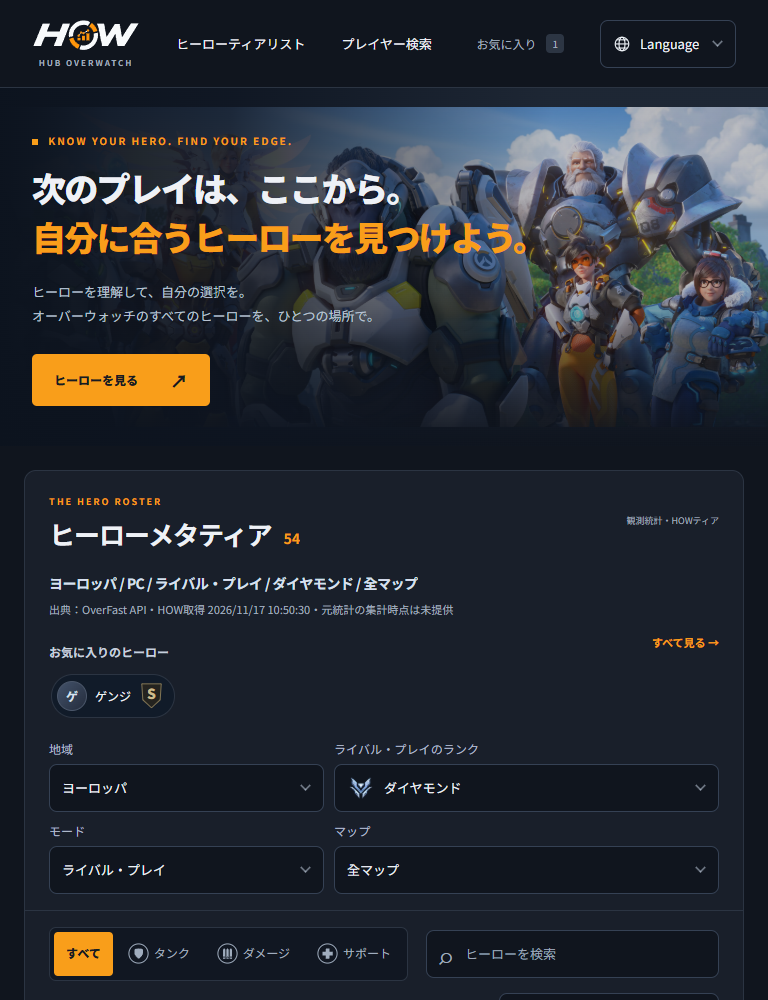 HOW
HUB OVERWATCH
ヒーローティアリスト
プレイヤー検索
お気に入り 1
Language
KNOW YOUR HERO. FIND YOUR EDGE.
次のプレイは、ここから。
自分に合うヒーローを見つけよう。
ヒーローを理解して、自分の選択を。
オーバーウォッチのすべてのヒーローを、ひとつの場所で。
ヒーローを見る ↗
THE HERO ROSTER
ヒーローメタティア 54
観測統計・HOWティア
ヨーロッパ / PC / ライバル・プレイ / ダイヤモンド / 全マップ
出典：OverFast API・HOW取得 2026/11/17 10:50:30・元統計の集計時点は未提供
お気に入りのヒーロー
すべて見る →
ゲ ゲンジ S
地域
ライバル・プレイのランク
ヨーロッパ
ダイヤモンド
モード
マップ
ライバル・プレイ
全マップ
すべて
タンク
ダメージ
サポート
ヒーローを検索